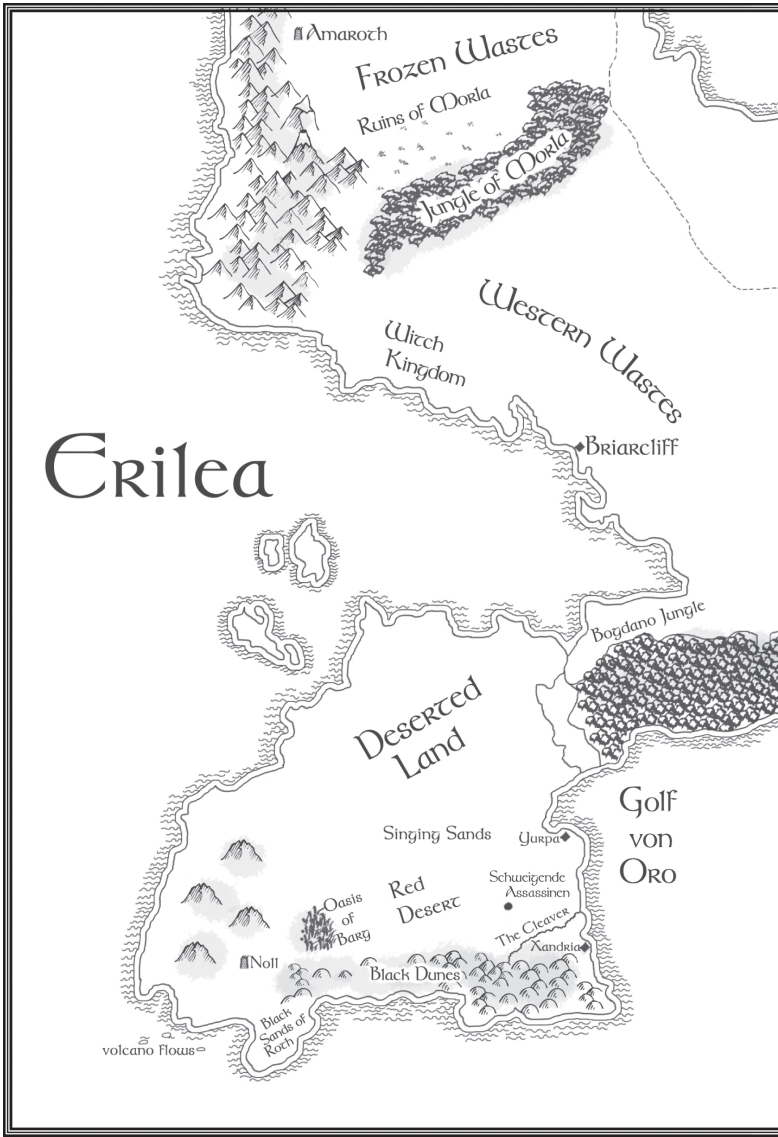 Amaroth
Frozen Wastes
Ruins of Morla
Jungle of Morla
Western Wastes
Witch
Kingdom
Briarcliff
Erilea
Bogdano Jungle
Deserted
Land
Golf
von
Oro
Singing Sands
Yurpa
Schweigende
Assassinen
Red
Desert
Oasis
of
Barg
The Cleaver
Xandria
Noll
Black Dunes
Black
Sands of
Roth
volcano flows